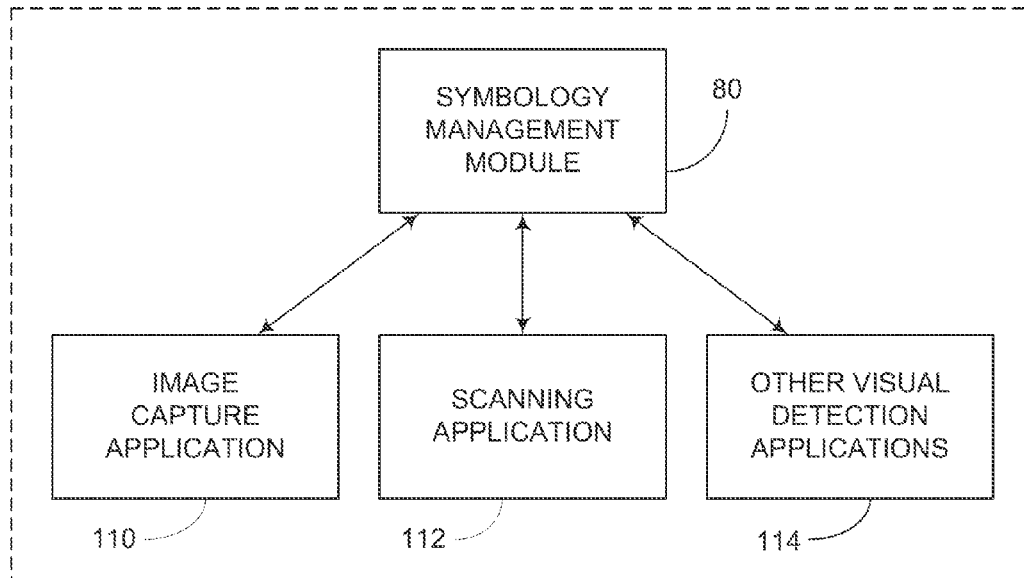 SYMBOLOGY
MANAGEMENT
MODULE
80
IMAGE
CAPTURE
APPLICATION
SCANNING
APPLICATION
OTHER VISUAL
DETECTION
APPLICATIONS
110
112
114